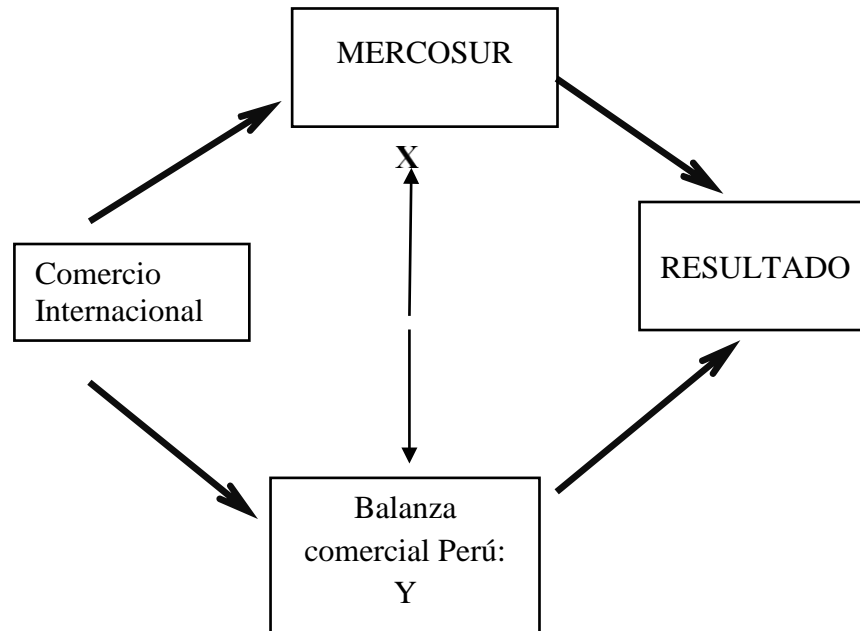 MERCOSUR
X
Comercio
Internacional
RESULTADO
Balanza
comercial Perú:
Y